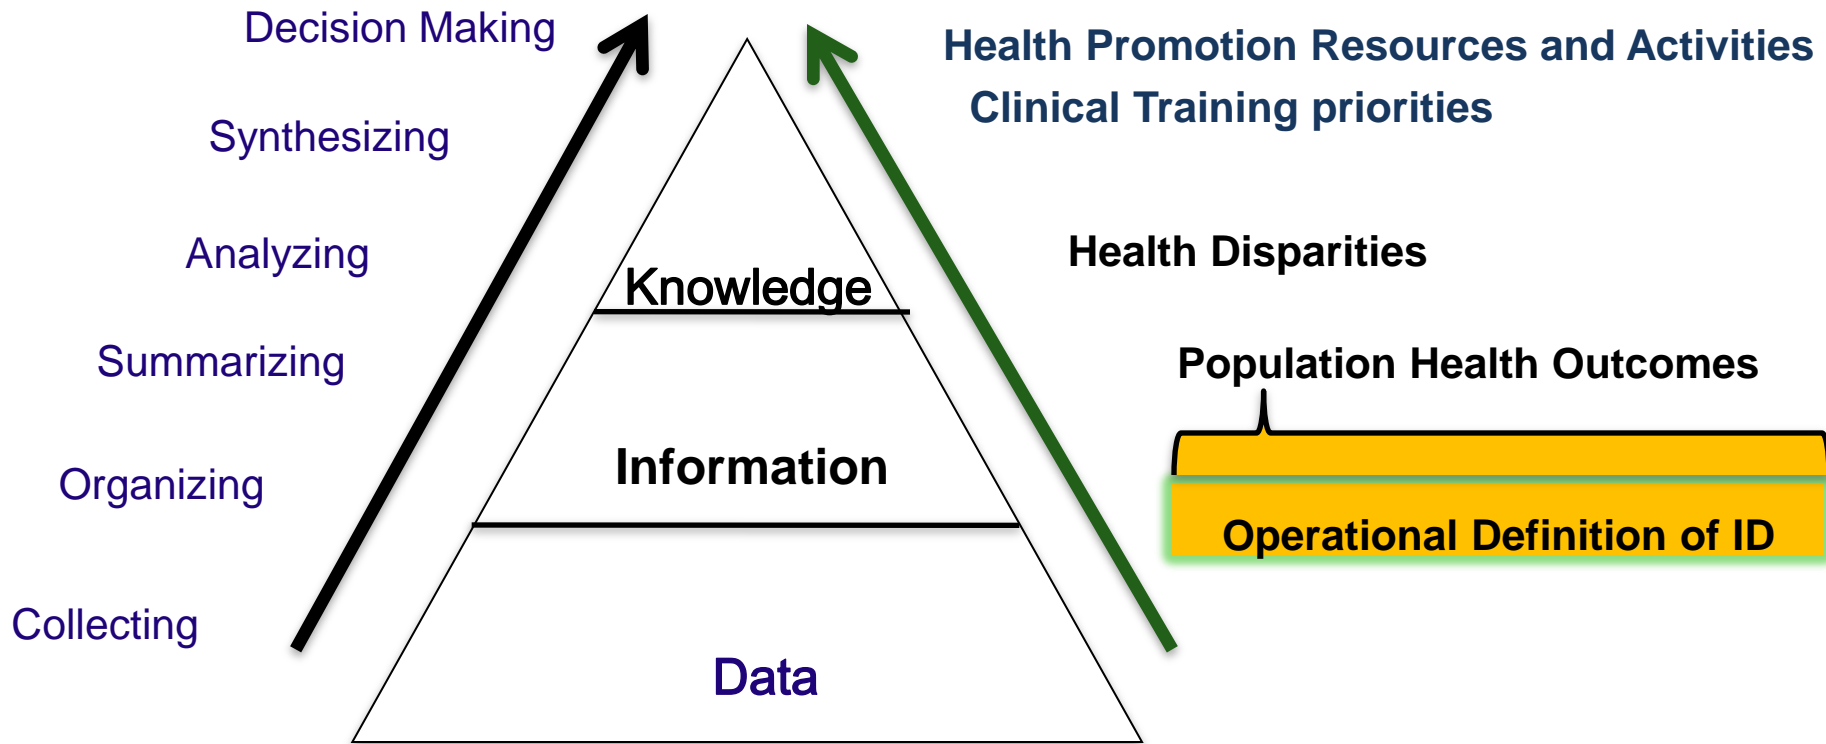 Decision Making
Synthesizing
Analyzing
Summarizing
Organizing
Collecting
Knowledge
Information
Data
Health Promotion Resources and Activities
Clinical Training priorities
Health Disparities
Population Health Outcomes
Operational Definition of ID